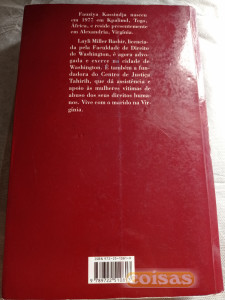 Fauziya Kassindja nasceu
em 1977 em Kpalimé, Togo,
África, e reside presentemente
em Alexandria, Virgínia.
Layli Miller Bashir, licencia-
da pela Faculdade de Direito
de Washington, é agora advo-
gada e exerce na cidade de
Washington. É também a fun-
dadora do Centro de Justiça
Tahirih, que dá assistência e
apoio às mulheres vítimas de
abuso dos seus direitos huma-
nos. Vive com o marido na Vir-
gínia.
coisas